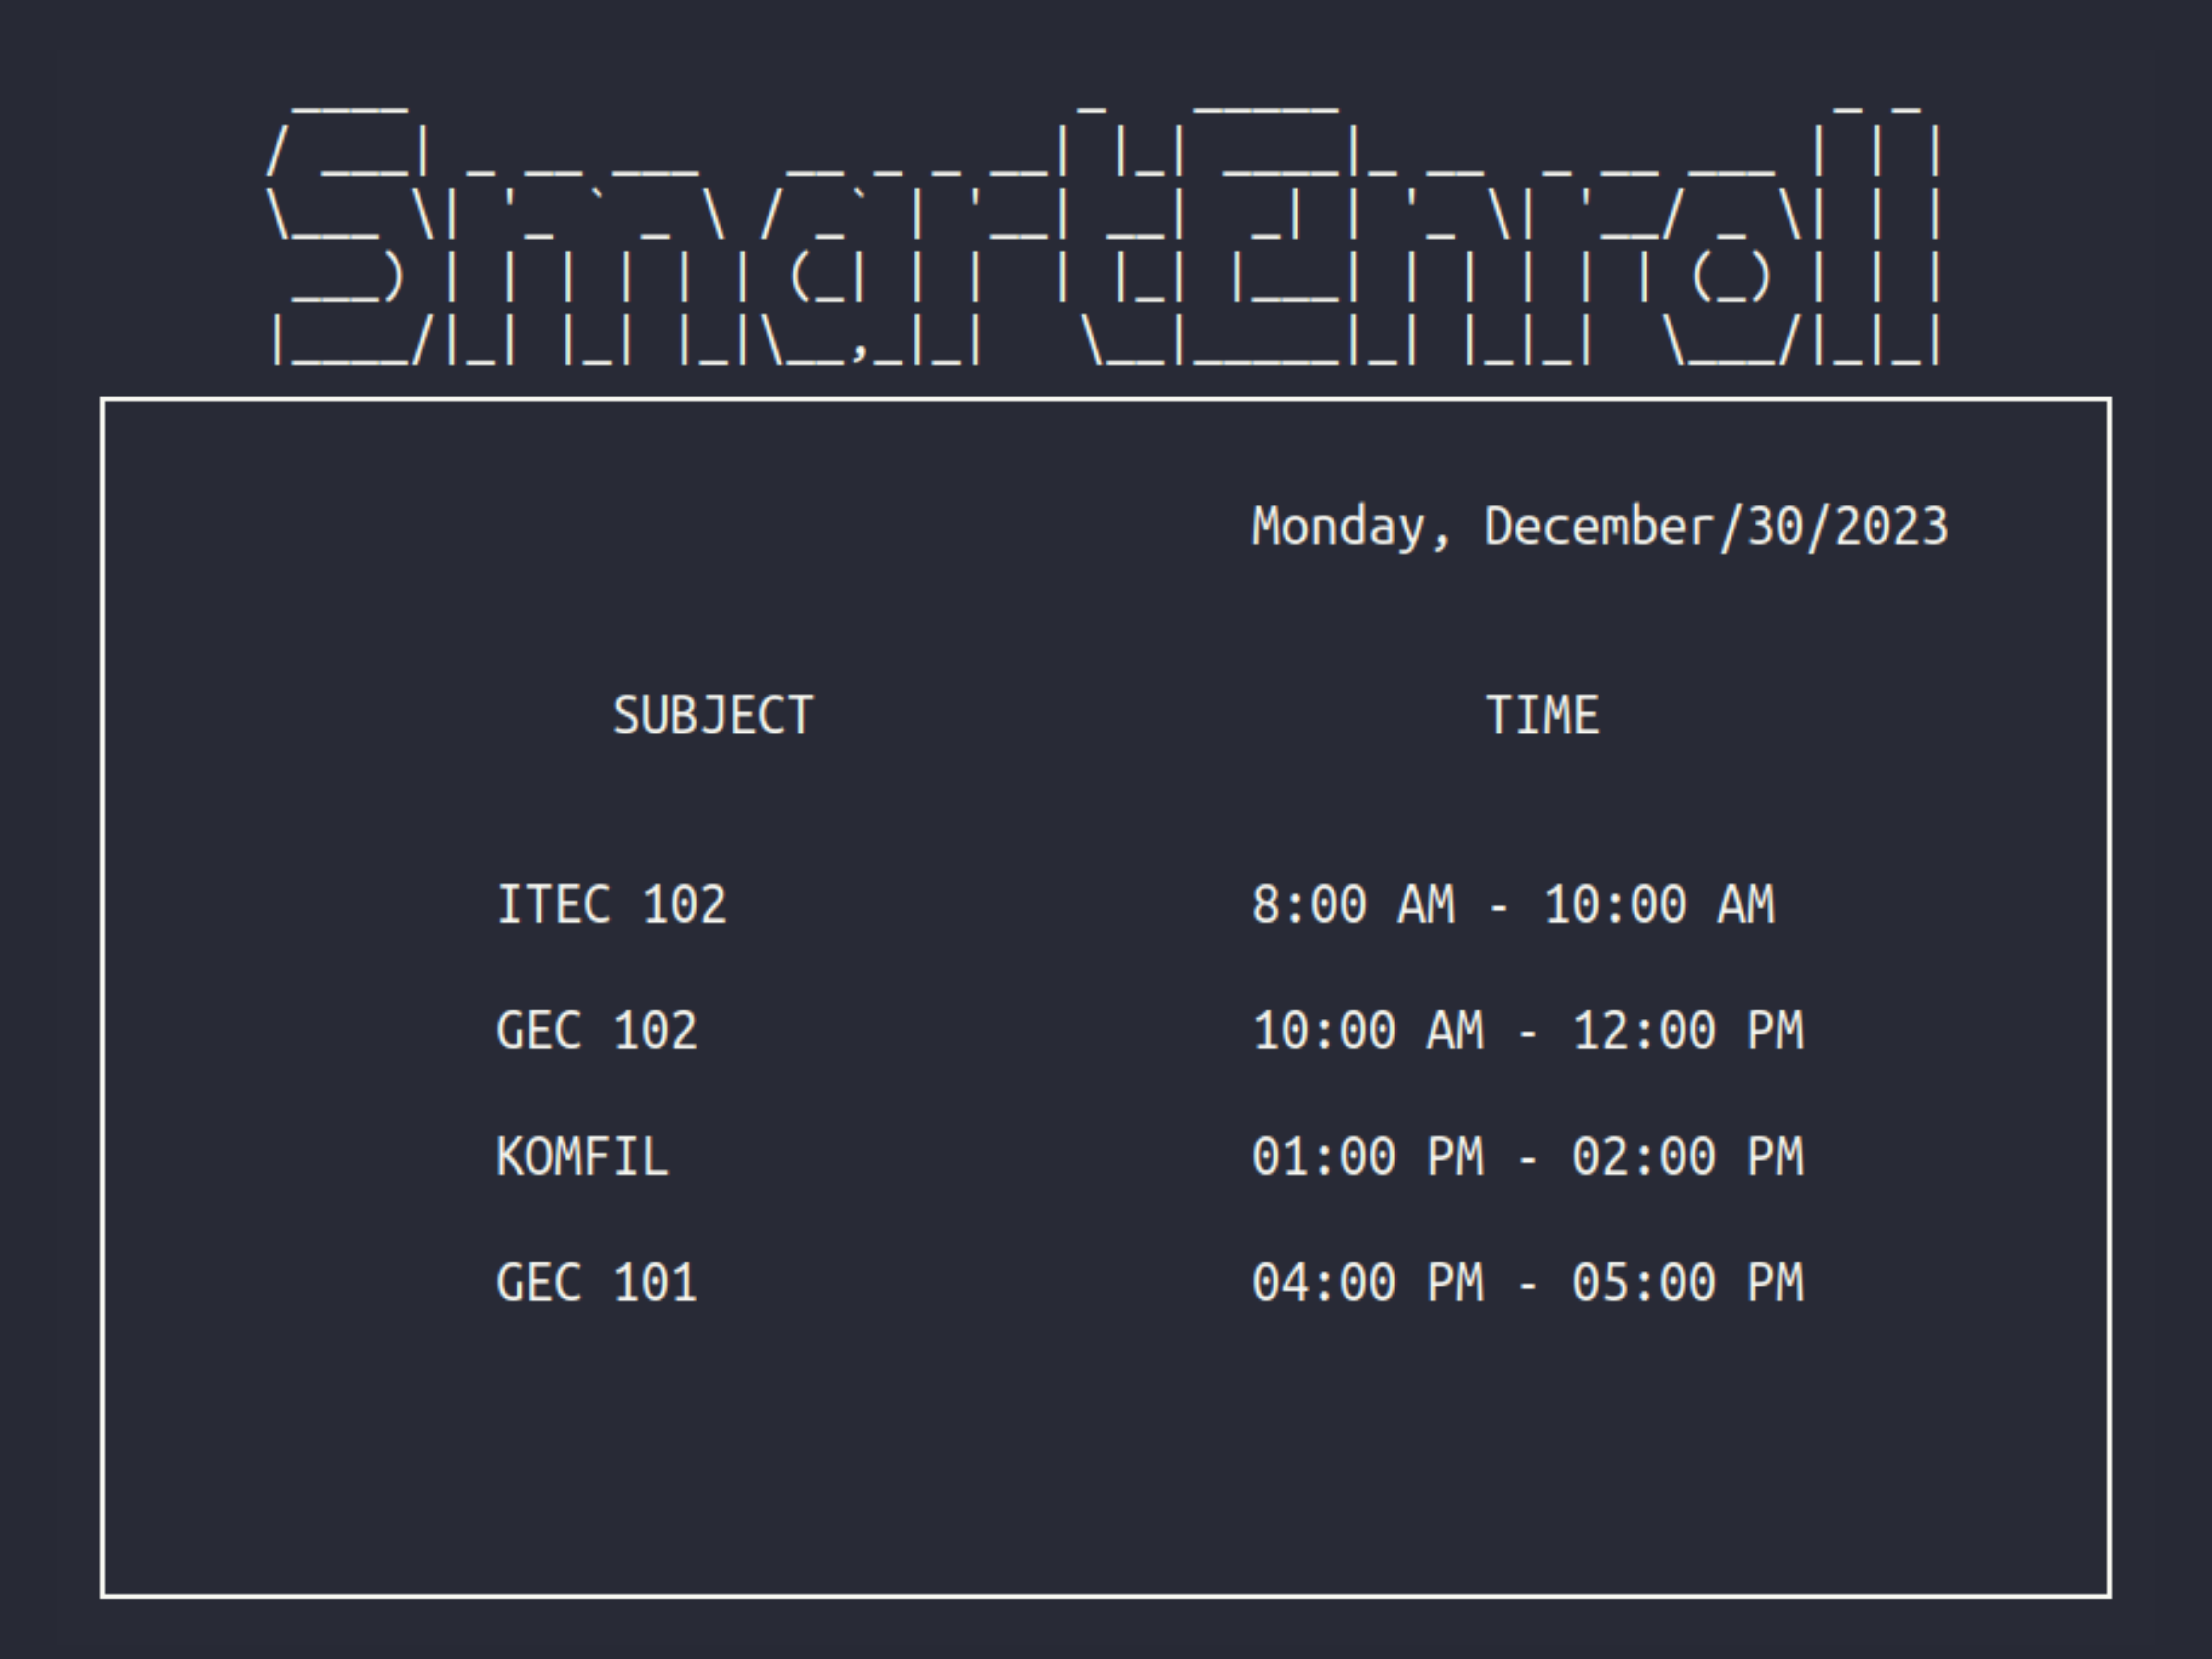 SmartEnroll
Monday, December/30/2023
SUBJECT TIME
ITEC 102 8:00 AM - 10:00 AM
GEC 102 10:00 AM - 12:00 PM
KOMFIL 01:00 PM - 02:00 PM
GEC 101 04:00 PM - 05:00 PM